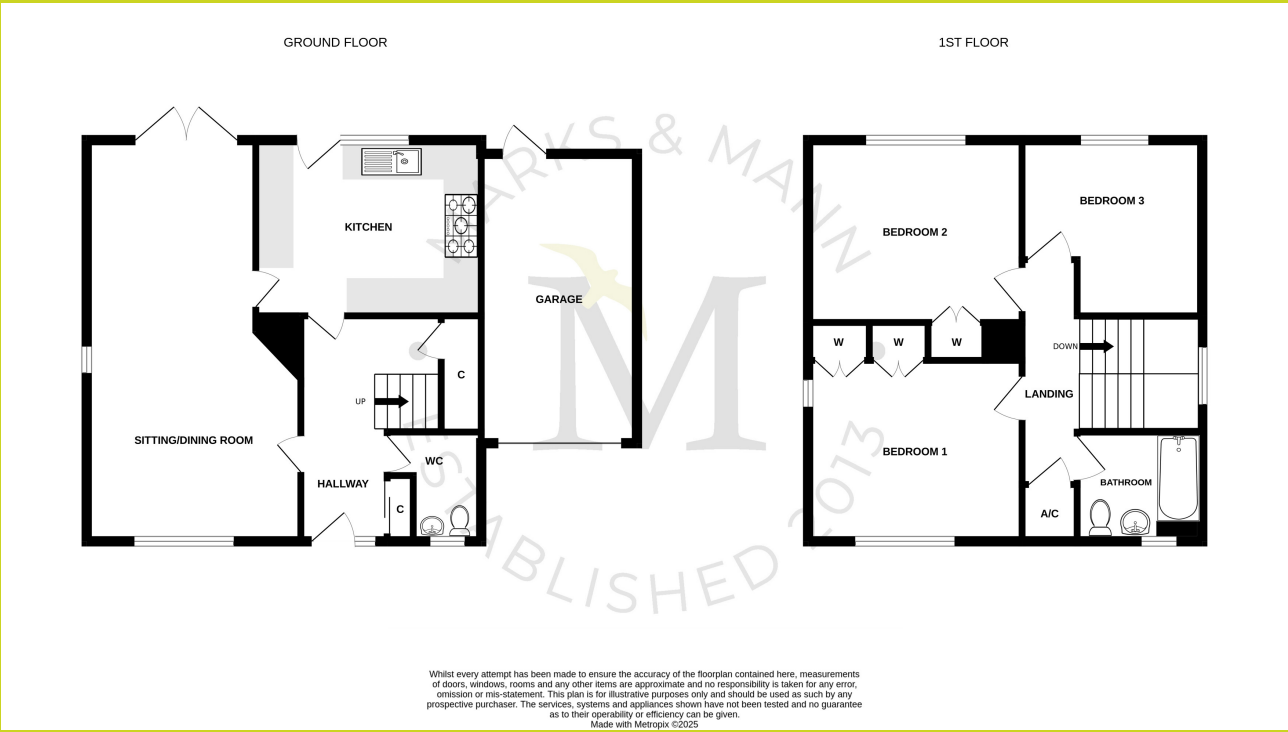 GROUND FLOOR
1ST FLOOR
MARKS & MANN
ESTABLISHED 2013
M
KITCHEN
GARAGE
SITTING/DINING ROOM
UP
C
WC
HALLWAY
C
BEDROOM 2
BEDROOM 3
W
W
W
DOWN
LANDING
BEDROOM 1
BATHROOM
A/C
Whilst every attempt has been made to ensure the accuracy of the floorplan contained here, measurements
of doors, windows, rooms and any other items are approximate and no responsibility is taken for any error,
omission or mis-statement. This plan is for illustrative purposes only and should be used as such by any
prospective purchaser. The services, systems and appliances shown have not been tested and no guarantee
as to their operability or efficiency can be given.
Made with Metropix ©2025